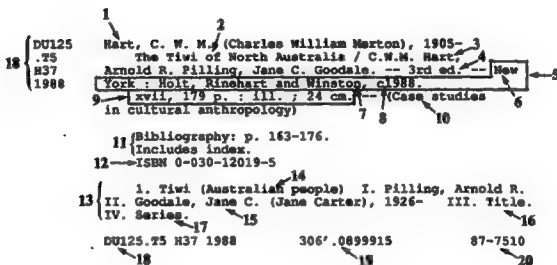 1
2
DU125 Hart, C. W. M. (Charles William Merton), 1905-
18 .T5 The Tiwi of North Australia / C.W.M. Hart, 3 4
H37 Arnold R. Pilling, Jane C. Goodale. -- 3rd ed. -- New 5
1988 York : Holt, Rinehart and Winston, c1988. 6
9 xvii, 179 p. : ill. ; 24 cm. -- (Case studies
in cultural anthropology) 7 8 10
11 Bibliography: p. 163-176.
Includes index.
12 ISBN 0-030-12019-5
14
13 1. Tiwi (Australian people) I. Pilling, Arnold R.
II. Goodale, Jane C. (Jane Carter), 1926- III. Title.
IV. Series. 15 16
17
DU125.T5 H37 1988 306'.0899915 87-7510
18 19 20